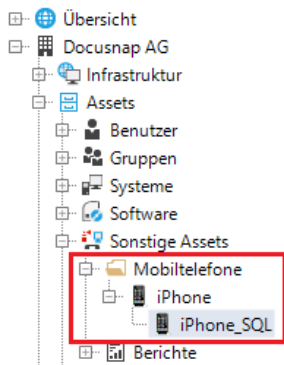 Übersicht
Docusnap AG
Infrastruktur
Assets
Benutzer
Gruppen
Systeme
Software
Sonstige Assets
Mobiltelefone
iPhone
iPhone_SQL
Berichte